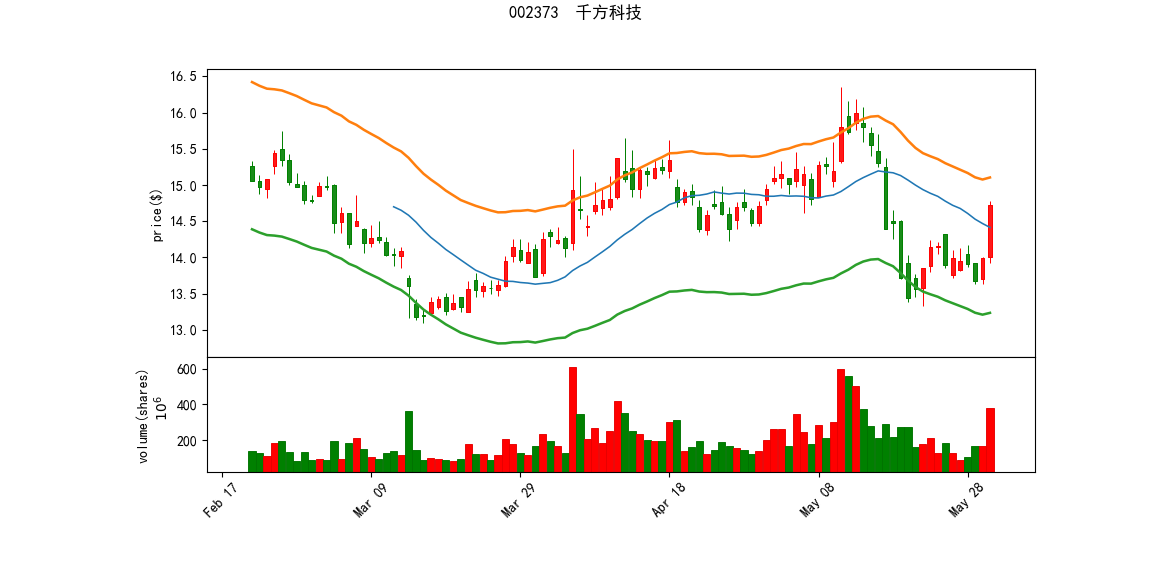 002373 千方科技
16.5
16.0
15.5
15.0
14.5
14.0
13.5
13.0
price($)
600
400
200
volume(shares)
10^6
Feb 17
Mar 09
Mar 29
Apr 18
May 08
May 28